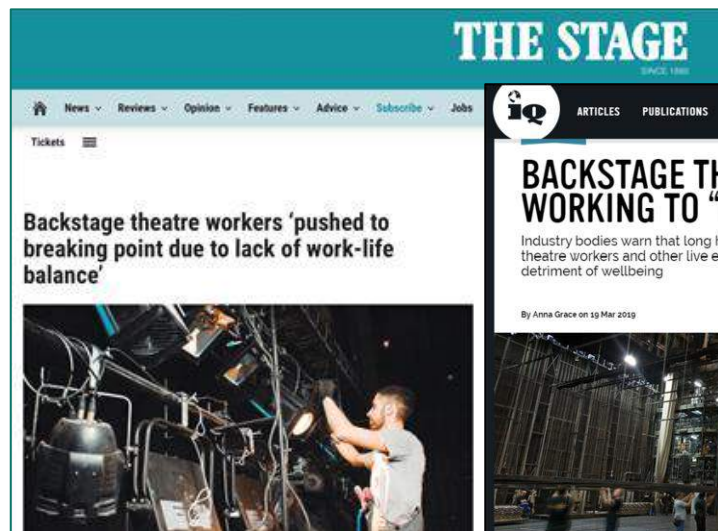 THE STAGE
SINCE 1880
News Reviews Opinion Features Advice Subscribe Jobs
Tickets
Backstage theatre workers ‘pushed to
breaking point due to lack of work-life
balance’
iQ
ARTICLES PUBLICATIONS
BACKSTAGE TH
WORKING TO “
Industry bodies warn that long h
theatre workers and other live e
detriment of wellbeing
By Anna Grace on 19 Mar 2019